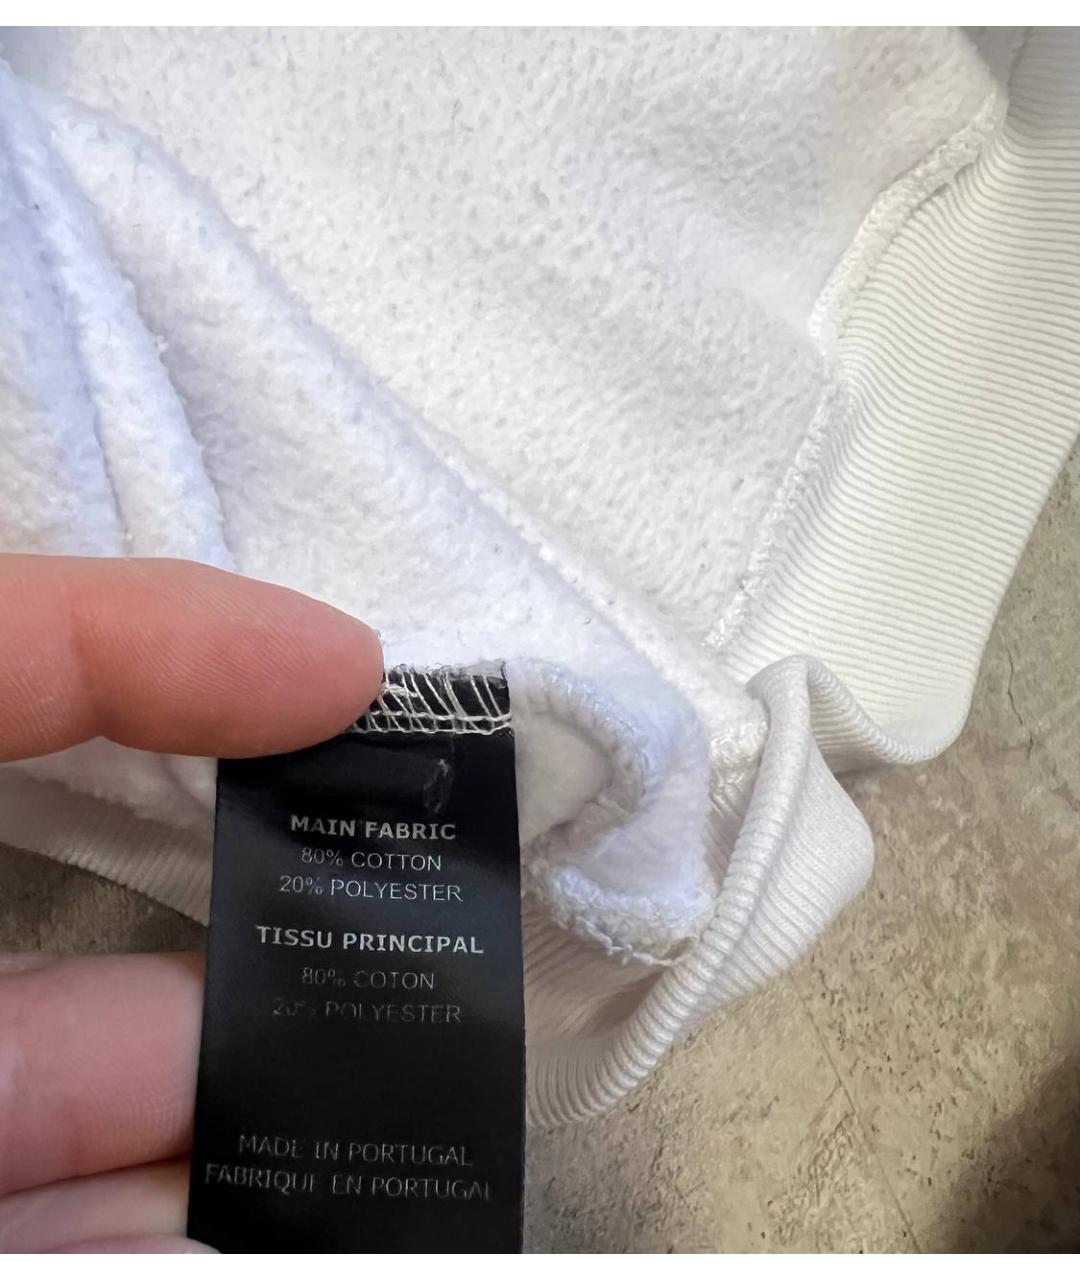 MAIN FABRIC
80% COTTON
20% POLYESTER
TISSU PRINCIPAL
80% COTON
20% POLYESTER
MADE IN PORTUGAL
FABRIQUE EN PORTUGAL